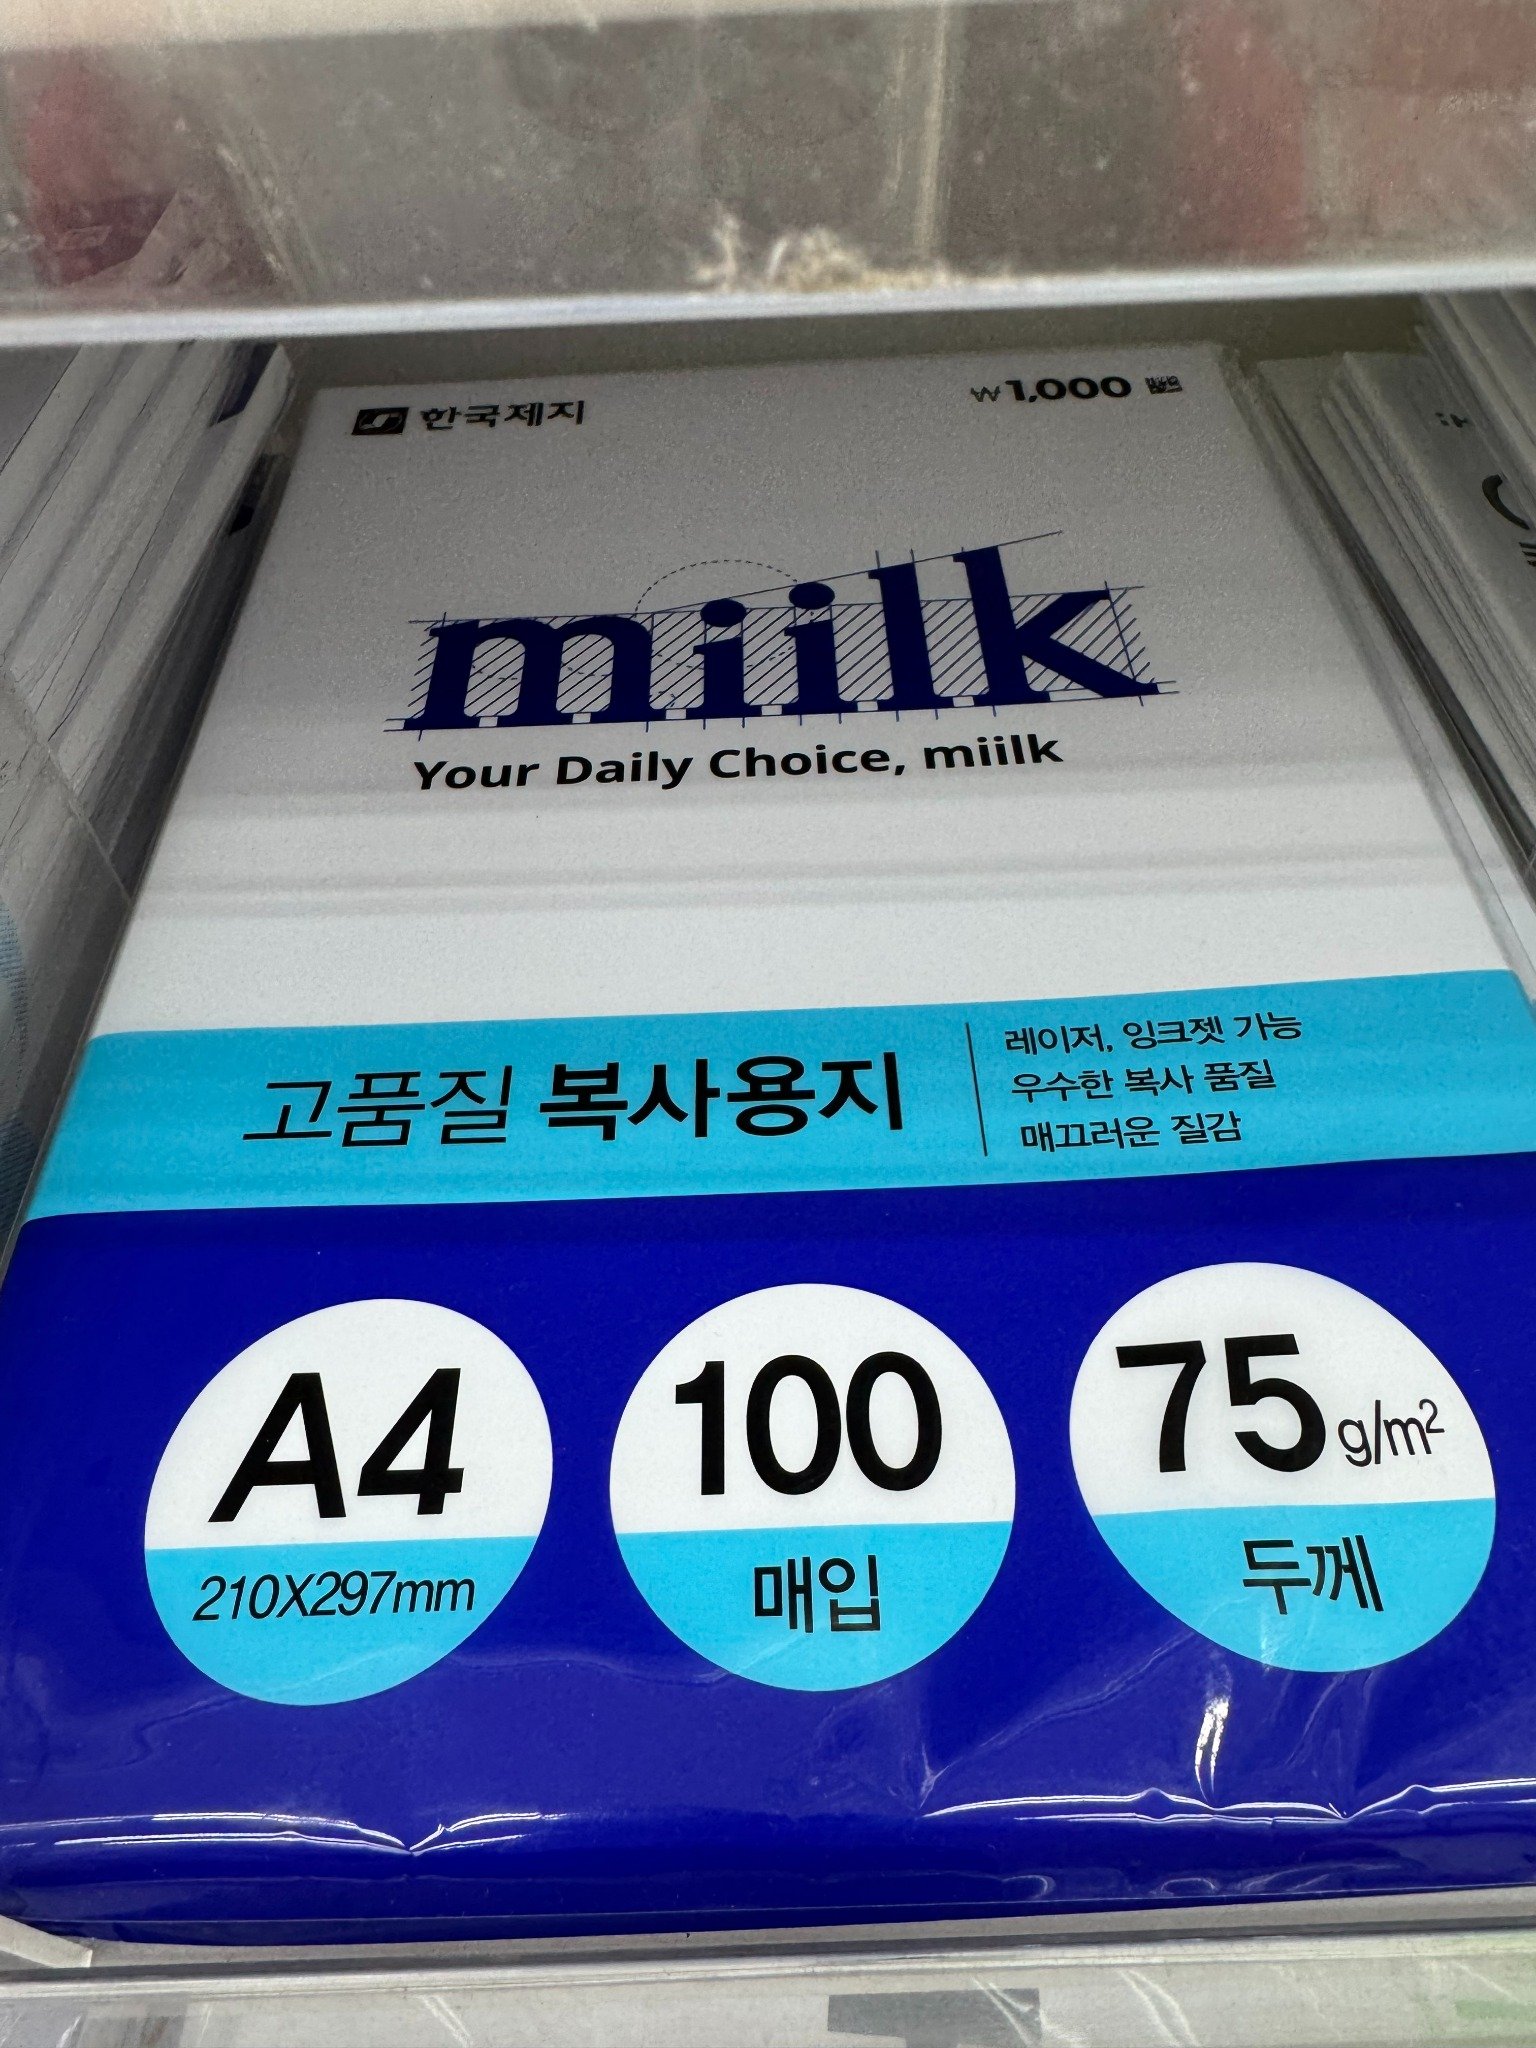 한국제지
₩1,000
miilk
Your Daily Choice, miilk
고품질 복사용지
레이저, 잉크젯 가능
우수한 복사 품질
매끄러운 질감
A4
210X297mm
100
매입
75 g/m²
두께